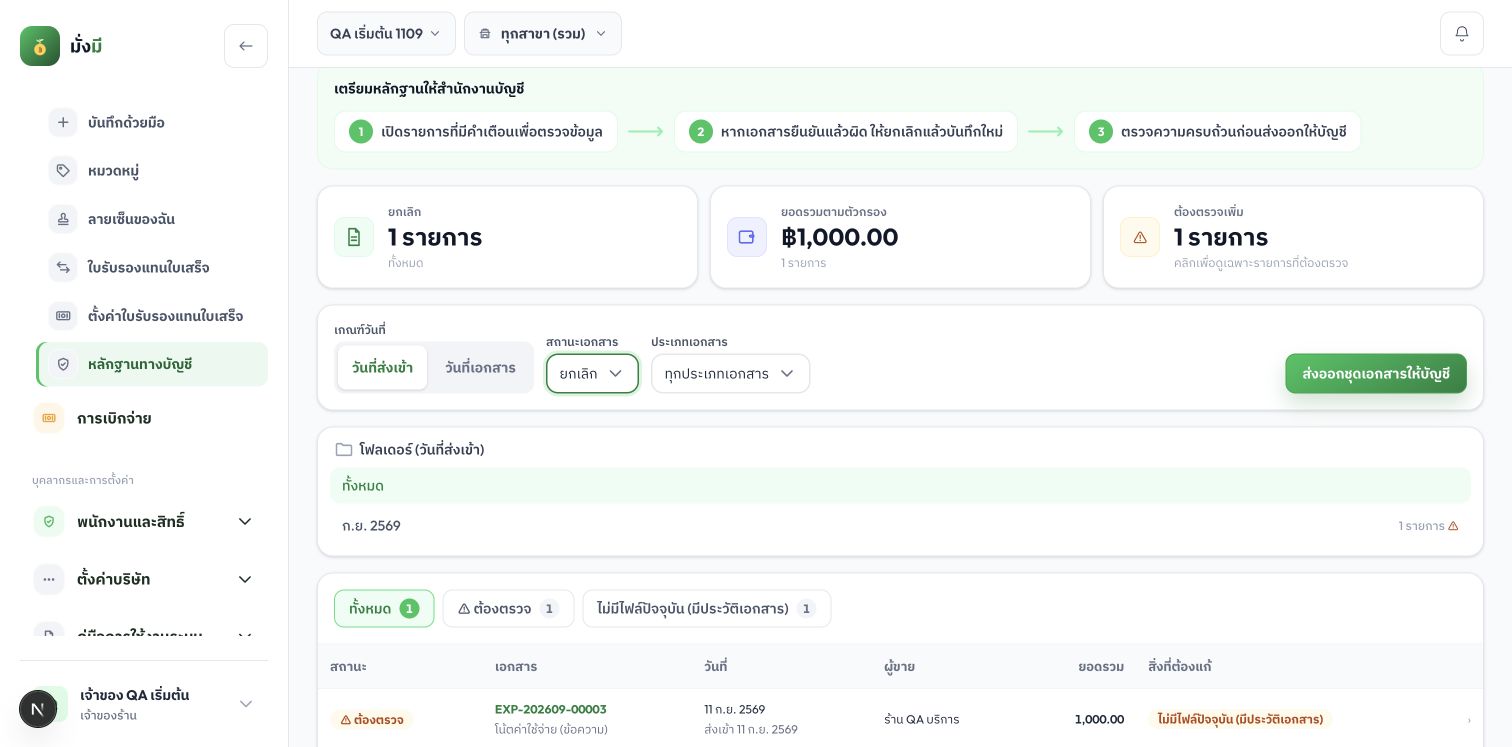 มั่งมี
QA เริ่มต้น 1109
ทุกสาขา (รวม)
บันทึกด้วยมือ
หมวดหมู่
ลายเซ็นของฉัน
ใบรับรองแทนใบเสร็จ
ตั้งค่าใบรับรองแทนใบเสร็จ
หลักฐานทางบัญชี
การเบิกจ่าย
บุคลากรและการตั้งค่า
พนักงานและสิทธิ์
ตั้งค่าบริษัท
คู่มือการใช้งานระบบ
N
เจ้าของ QA เริ่มต้น
เจ้าของร้าน
เตรียมหลักฐานให้สำนักงานบัญชี
1 เปิดรายการที่มีคำเตือนเพื่อตรวจข้อมูล
2 หากเอกสารยืนยันแล้วผิด ให้ยกเลิกแล้วบันทึกใหม่
3 ตรวจความครบถ้วนก่อนส่งออกให้บัญชี
ยกเลิก
1 รายการ
ทั้งหมด
ยอดรวมตามตัวกรอง
฿1,000.00
1 รายการ
ต้องตรวจเพิ่ม
1 รายการ
คลิกเพื่อดูเฉพาะรายการที่ต้องตรวจ
เกณฑ์วันที่
วันที่ส่งเข้า
วันที่เอกสาร
สถานะเอกสาร
ยกเลิก
ประเภทเอกสาร
ทุกประเภทเอกสาร
ส่งออกชุดเอกสารให้บัญชี
โฟลเดอร์ (วันที่ส่งเข้า)
ทั้งหมด
ก.ย. 2569
1 รายการ
ทั้งหมด 1
ต้องตรวจ 1
ไม่มีไฟล์ปัจจุบัน (มีประวัติเอกสาร) 1
สถานะ เอกสาร วันที่ ผู้ขาย ยอดรวม สิ่งที่ต้องแก้
ต้องตรวจ
EXP-202609-00003
โน้ตค่าใช้จ่าย (ข้อความ)
11 ก.ย. 2569
ส่งเข้า 11 ก.ย. 2569
ร้าน QA บริการ
1,000.00
ไม่มีไฟล์ปัจจุบัน (มีประวัติเอกสาร)